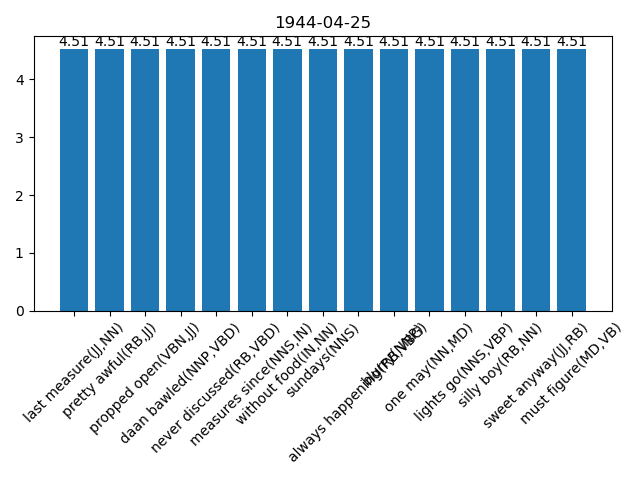 1944-04-25
4.51 4.51 4.51 4.51 4.51 4.51 4.51 4.51 4.51 4.51 4.51 4.51 4.51 4.51 4.51
4
3
2
1
0
last measure(JJ,NN)
pretty awful(RB,JJ)
propped open(VBN,JJ)
daan bawled(NNP,VBD)
never discussed(RB,VBD)
measures since(NNS,IN)
without food(IN,NN)
sundays(NNS)
always happening(RB,VBG)
one may(NN,MD)
lights go(NNS,VBP)
silly boy(RB,NN)
sweet anyway(JJ,RB)
must figure(MD,VB)